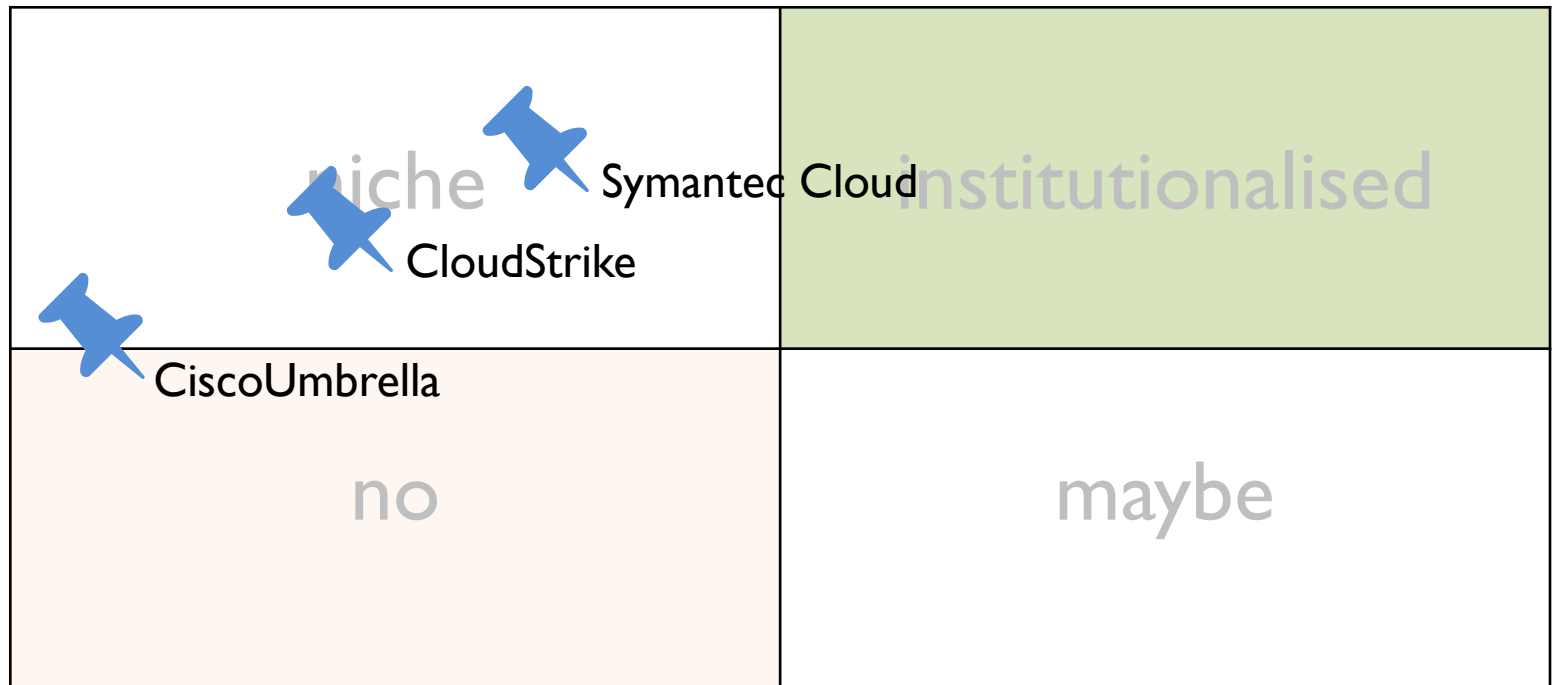 niche
Symantec Cloud
institutionalised
CloudStrike
CiscoUmbrella
no
maybe